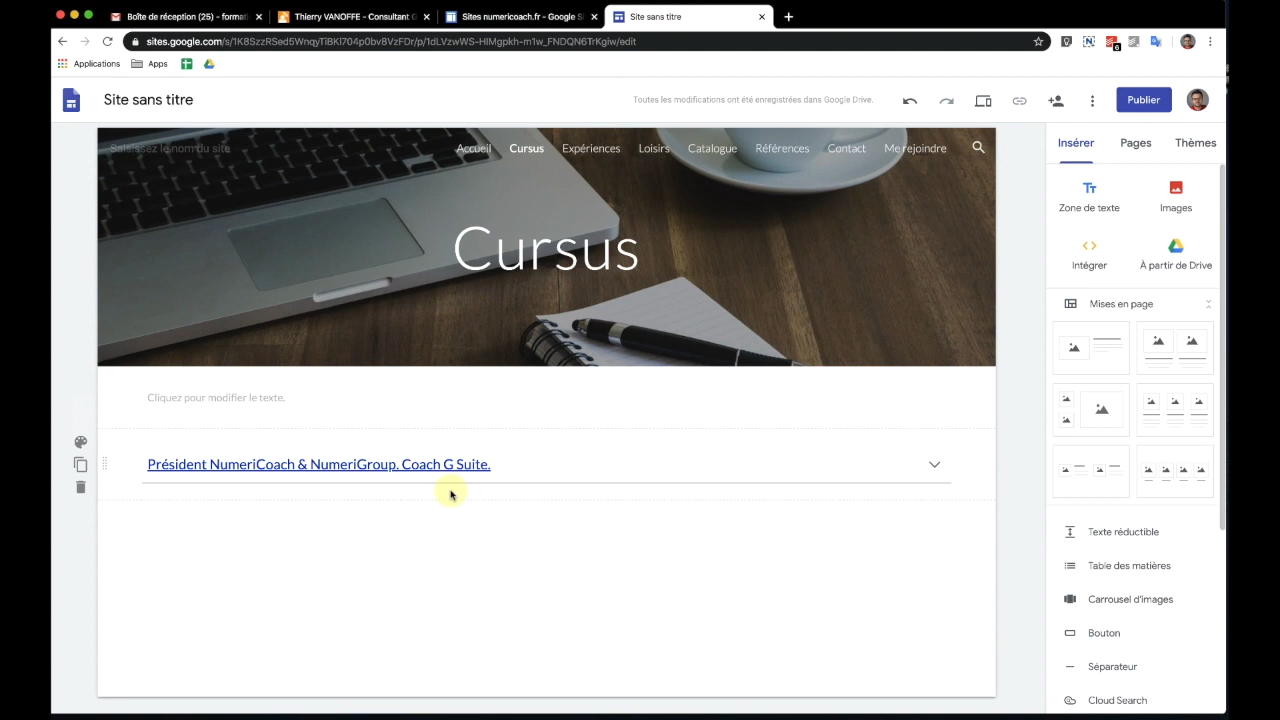 Boîte de réception (25) - format
Thierry VANOFFE - Consultant G
Sites numericoach.fr - Google Si
Site sans titre
sites.google.com/s/1K8SzzRSed5WnqyTiBKl704p0bv8VzFDr/p/1dLVzwWS-HIMgpkh-m1w_FNDQN6TrKgiw/edit
6
Applications
Apps
Site sans titre
Toutes les modifications ont été enregistrées dans Google Drive.
Publier
Saisissez le nom du site
Accueil
Cursus
Expériences
Loisirs
Catalogue
Références
Contact
Me rejoindre
Cursus
Cliquez pour modifier le texte.
Président NumeriCoach & NumeriGroup. Coach G Suite.
Insérer
Pages
Thèmes
Zone de texte
Images
Intégrer
À partir de Drive
Mises en page
Texte réductible
Table des matières
Carrousel d'images
Bouton
Séparateur
Cloud Search